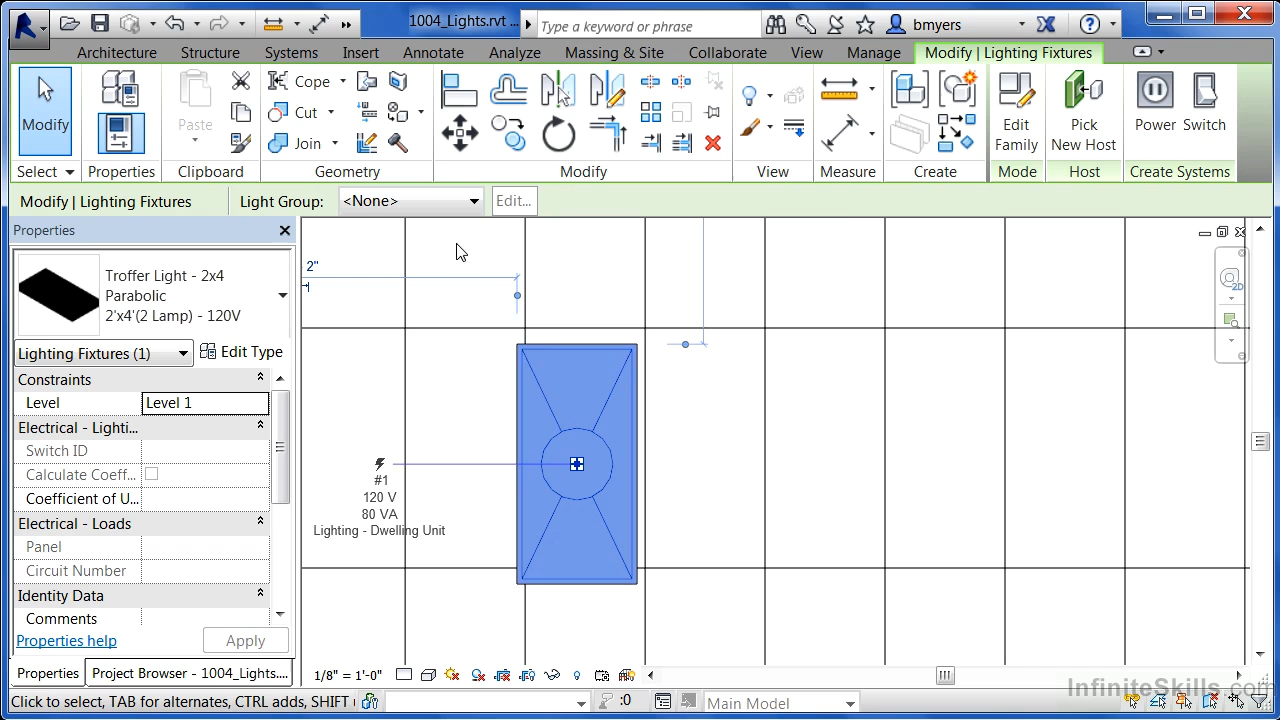 1004_Lights.rvt ...
Type a keyword or phrase
bmyers
Architecture Structure Systems Insert Annotate Analyze Massing & Site Collaborate View Manage Modify | Lighting Fixtures
Modify
Paste
Cope
Cut
Join
Edit Family
Pick New Host
Power Switch
Select Properties Clipboard Geometry Modify View Measure Create Mode Host Create Systems
Modify | Lighting Fixtures Light Group: <None> Edit...
Properties
Troffer Light - 2x4
Parabolic
2'x4'(2 Lamp) - 120V
Lighting Fixtures (1) Edit Type
Constraints
Level Level 1
Electrical - Lighti...
Switch ID
Calculate Coeff...
Coefficient of U...
Electrical - Loads
Panel
Circuit Number
Identity Data
Comments
Properties help Apply
Properties Project Browser - 1004_Lights....
2"
#1
120 V
80 VA
Lighting - Dwelling Unit
2D
1/8" = 1'-0"
Click to select, TAB for alternates, CTRL adds, SHIFT u
:0
Main Model
InfiniteSkills.com